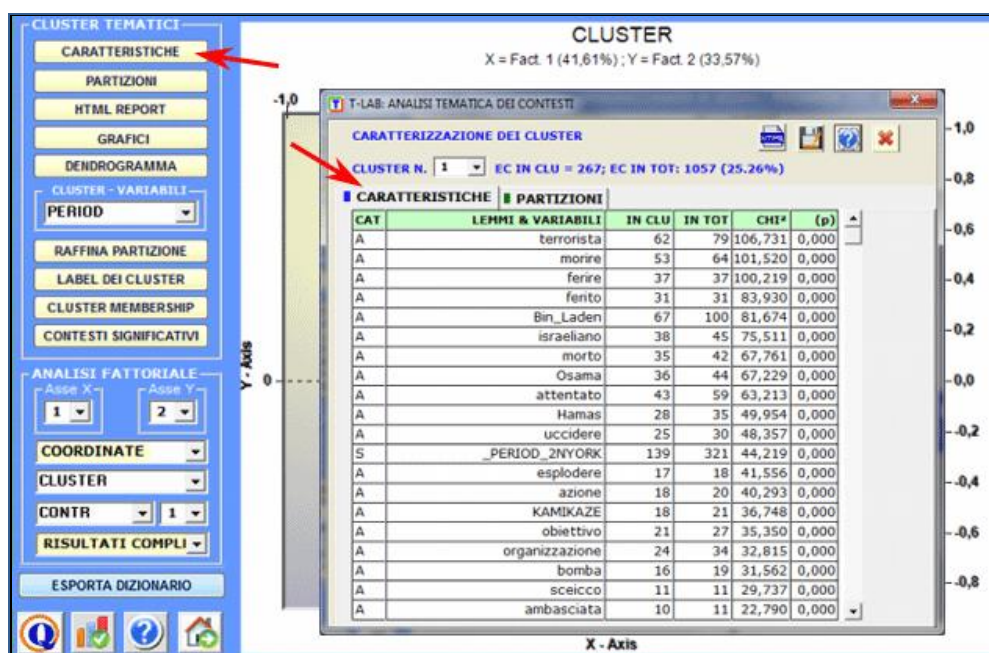 CLUSTER TEMATICI
CARATTERISTICHE
PARTIZIONI
HTML REPORT
GRAFICI
DENDROGRAMMA
CLUSTER - VARIABILI
PERIOD
RAFFINA PARTIZIONE
LABEL DEI CLUSTER
CLUSTER MEMBERSHIP
CONTESTI SIGNIFICATIVI
ANALISI FATTORIALE
Asse X Asse Y
1 2
COORDINATE
CLUSTER
CONTR 1
RISULTATI COMPLI
ESPORTA DIZIONARIO
CLUSTER
X = Fact. 1 (41,61%) ; Y = Fact. 2 (33,57%)
-1,0
Y - Axis
0
T-LAB: ANALISI TEMATICA DEI CONTESTI
CARATTERIZZAZIONE DEI CLUSTER
CLUSTER N. 1 EC IN CLU = 267; EC IN TOT: 1057 (25.26%)
CARATTERISTICHE PARTIZIONI
CAT LEMMI & VARIABILI IN CLU IN TOT CHI² (p)
A terrorista 62 79 106,731 0,000
A morire 53 64 101,520 0,000
A ferire 37 37 100,219 0,000
A ferito 31 31 83,930 0,000
A Bin_Laden 67 100 81,674 0,000
A israeliano 38 45 75,511 0,000
A morto 35 42 67,761 0,000
A Osama 36 44 67,229 0,000
A attentato 43 59 63,213 0,000
A Hamas 28 35 49,954 0,000
A uccidere 25 30 48,357 0,000
S _PERIOD_2NYORK 139 321 44,219 0,000
A esplodere 17 18 41,556 0,000
A azione 18 20 40,293 0,000
A KAMIKAZE 18 21 36,748 0,000
A obiettivo 21 27 35,350 0,000
A organizzazione 24 34 32,815 0,000
A bomba 16 19 31,562 0,000
A sceicco 11 11 29,737 0,000
A ambasciata 10 11 22,790 0,000
1,0
0,8
0,6
0,4
0,2
0,0
-0,2
-0,4
-0,6
-0,8
X - Axis